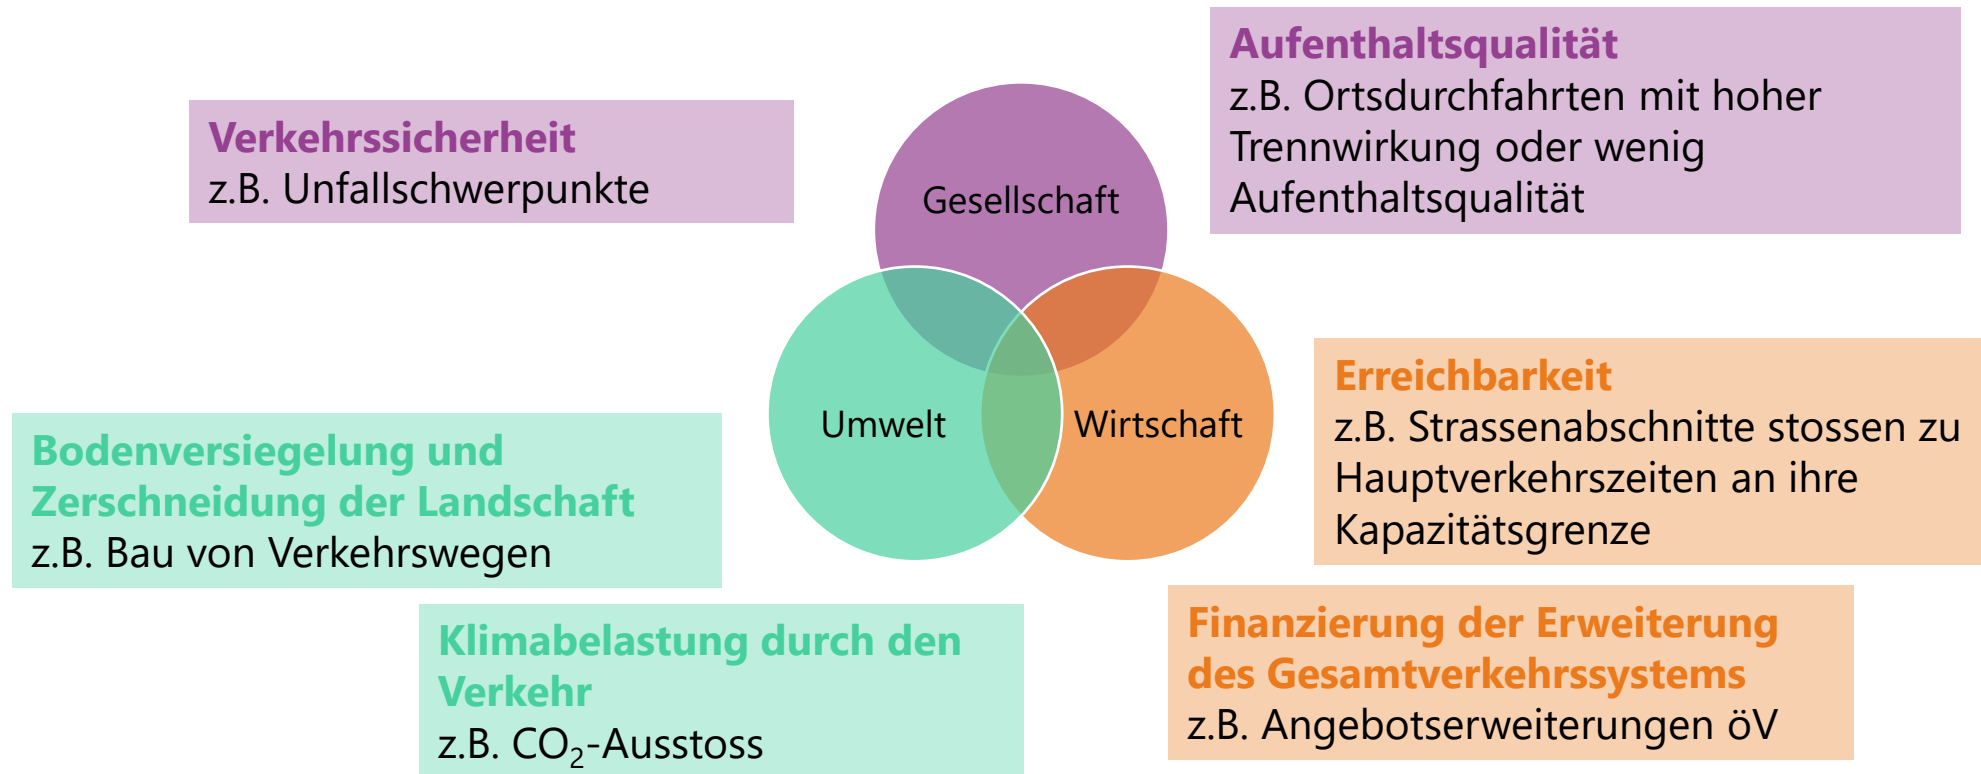 Aufenthaltsqualität
z.B. Ortsdurchfahrten mit hoher
Trennwirkung oder wenig
Aufenthaltsqualität
Verkehrssicherheit
z.B. Unfallschwerpunkte
Gesellschaft
Umwelt
Wirtschaft
Erreichbarkeit
z.B. Strassenabschnitte stossen zu
Hauptverkehrszeiten an ihre
Kapazitätsgrenze
Bodenversiegelung und
Zerschneidung der Landschaft
z.B. Bau von Verkehrswegen
Klimabelastung durch den
Verkehr
z.B. CO₂-Ausstoss
Finanzierung der Erweiterung
des Gesamtverkehrssystems
z.B. Angebotserweiterungen öV